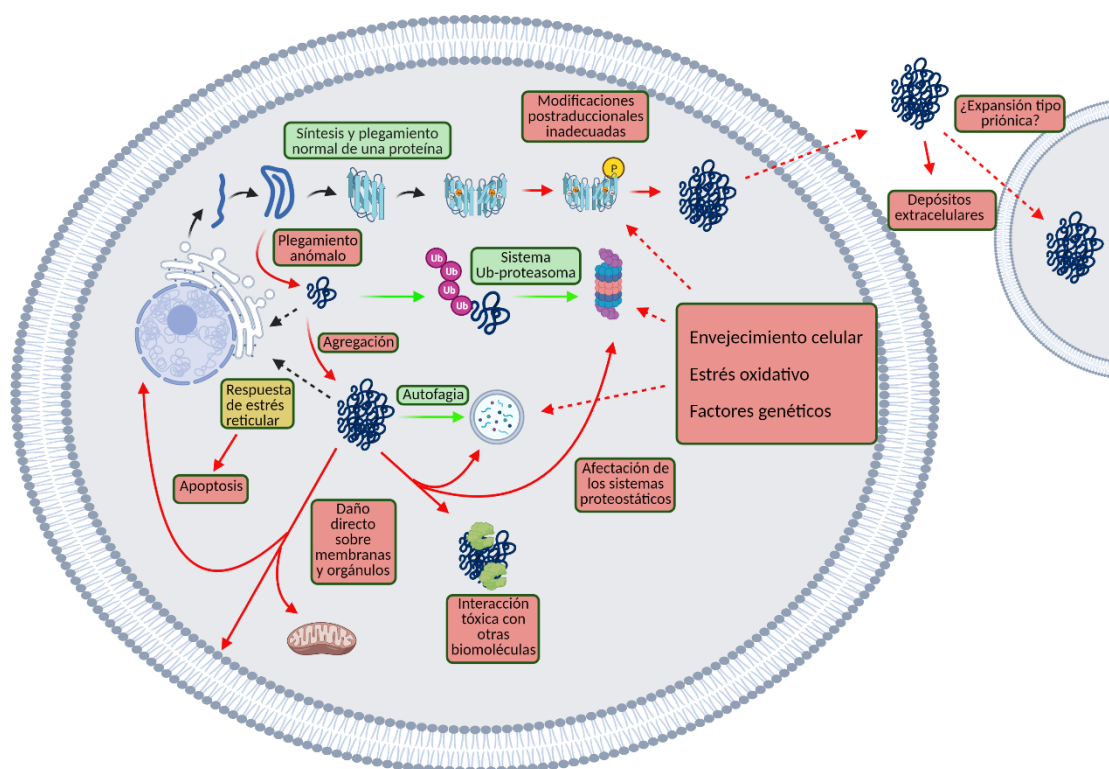 Modificaciones
postraduccionales
inadecuadas
¿Expansión tipo
priónica?
Síntesis y plegamiento
normal de una proteína
P
Depósitos
extracelulares
Plegamiento
anómalo
Sistema
Ub-proteasoma
Ub
Ub
Ub
Ub
Envejecimiento celular
Estrés oxidativo
Factores genéticos
Agregación
Respuesta
de estrés
reticular
Autofagia
Apoptosis
Afectación de
los sistemas
proteostáticos
Daño
directo
sobre
membranas
y orgánulos
Interacción
tóxica con
otras
biomoléculas